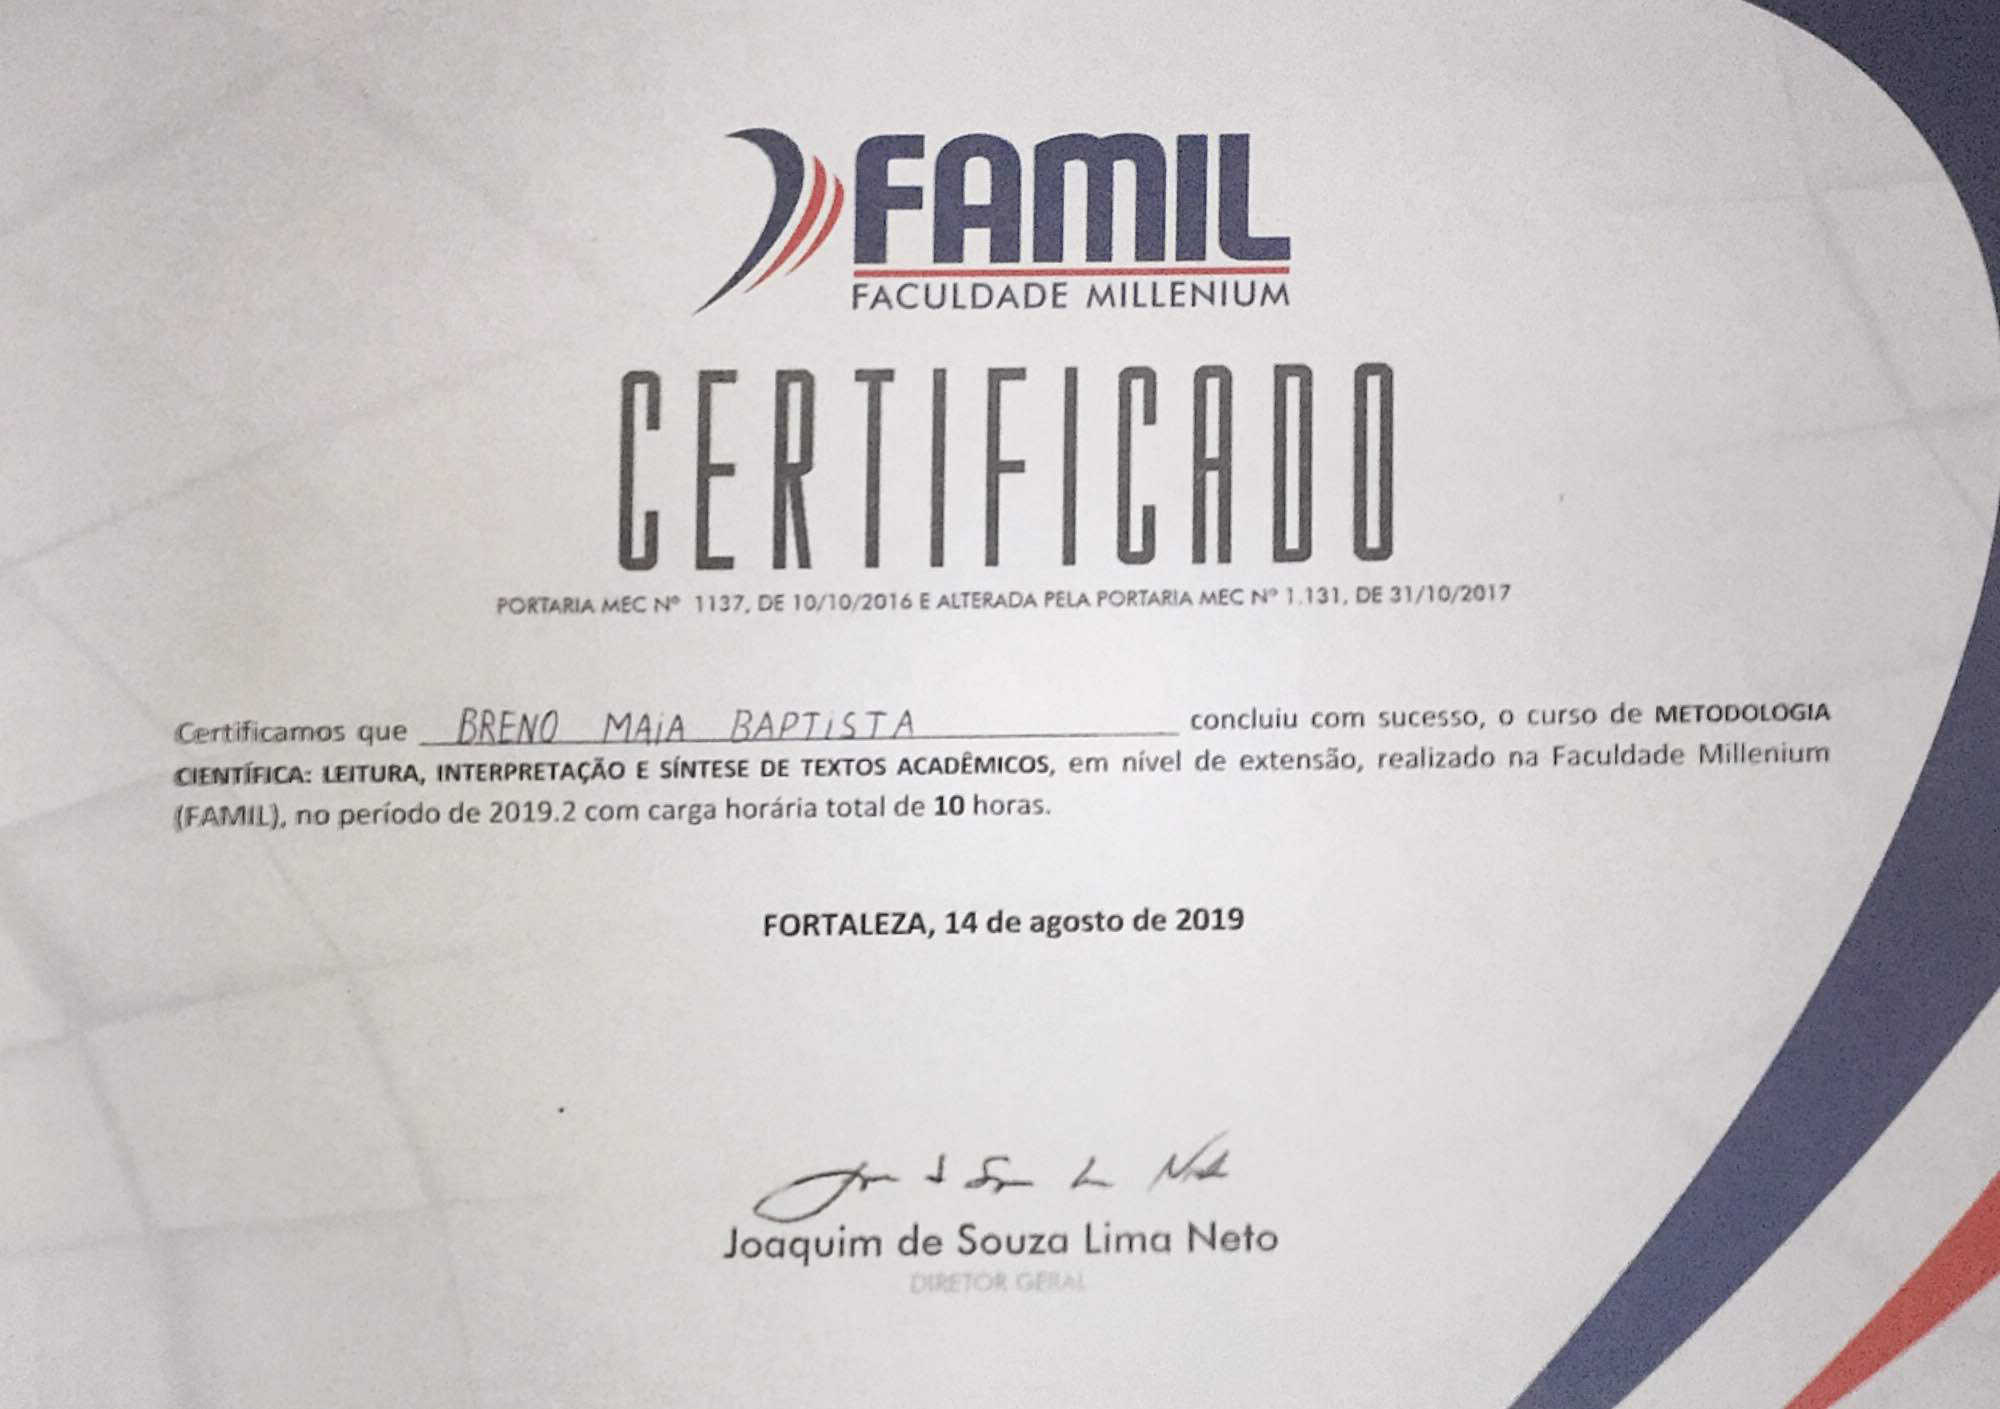 FAMIL
FACULDADE MILLENIUM
CERTIFICADO
PORTARIA MEC Nº 1137, DE 10/10/2016 E ALTERADA PELA PORTARIA MEC Nº 1.131, DE 31/10/2017
Certificamos que BRENO MAiA BAPTiSTA concluiu com sucesso, o curso de METODOLOGIA
CIENTÍFICA: LEITURA, INTERPRETAÇÃO E SÍNTESE DE TEXTOS ACADÊMICOS, em nível de extensão, realizado na Faculdade Millenium
(FAMIL), no período de 2019.2 com carga horária total de 10 horas.
FORTALEZA, 14 de agosto de 2019
Joaquim de Souza Lima Neto
DIRETOR GERAL